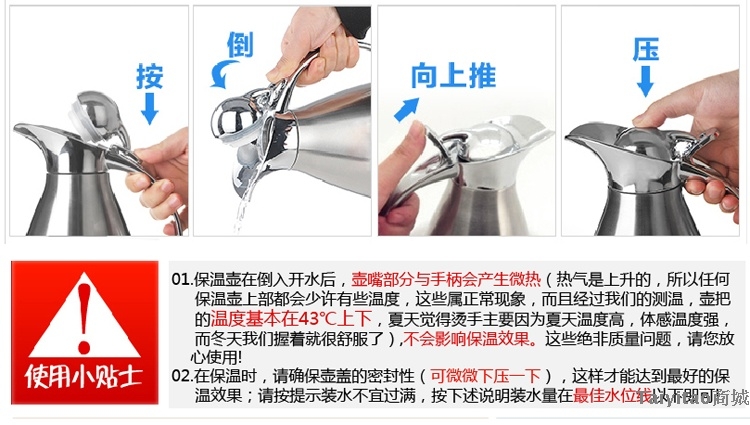 按
倒
向上推
压
01.保温壶在倒入开水后，壶嘴部分与手柄会产生微热（热气是上升的，所以任何
保温壶上部都会少许有些温度，这些属正常现象，而且经过我们的测温，壶把
的温度基本在43℃上下，夏天觉得烫手主要因为夏天温度高，体感温度强，
而冬天我们握着就很舒服了）,不会影响保温效果。这些绝非质量问题，请您放
心使用!
使用小贴士
02.在保温时，请确保壶盖的密封性（可微微下压一下），这样才能达到最好的保
温效果；请按提示装水不宜过满，按下述说明装水量在最佳水位线以下即可
商城